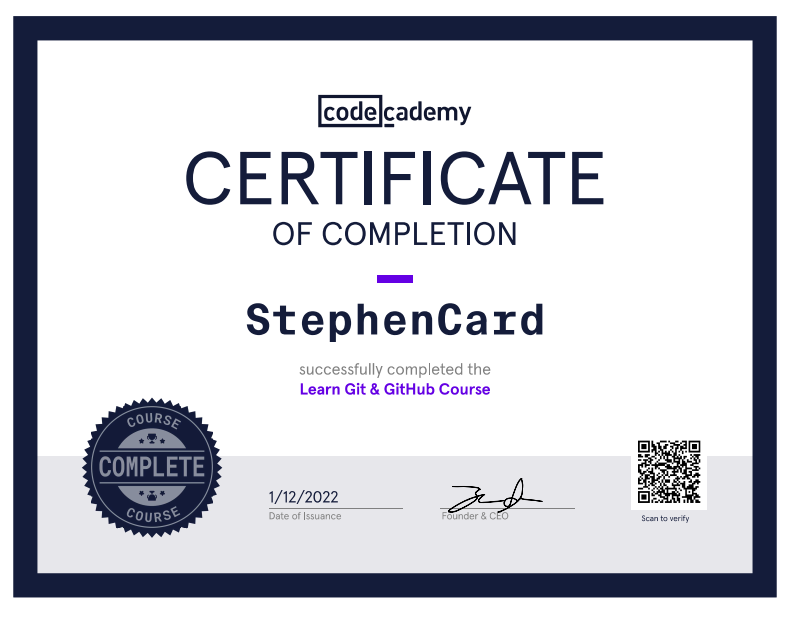 codecademy
CERTIFICATE
OF COMPLETION
StephenCard
successfully completed the
Learn Git & GitHub Course
COURSE
COMPLETE
COURSE
1/12/2022
Date of Issuance
Founder & CEO
Scan to verify